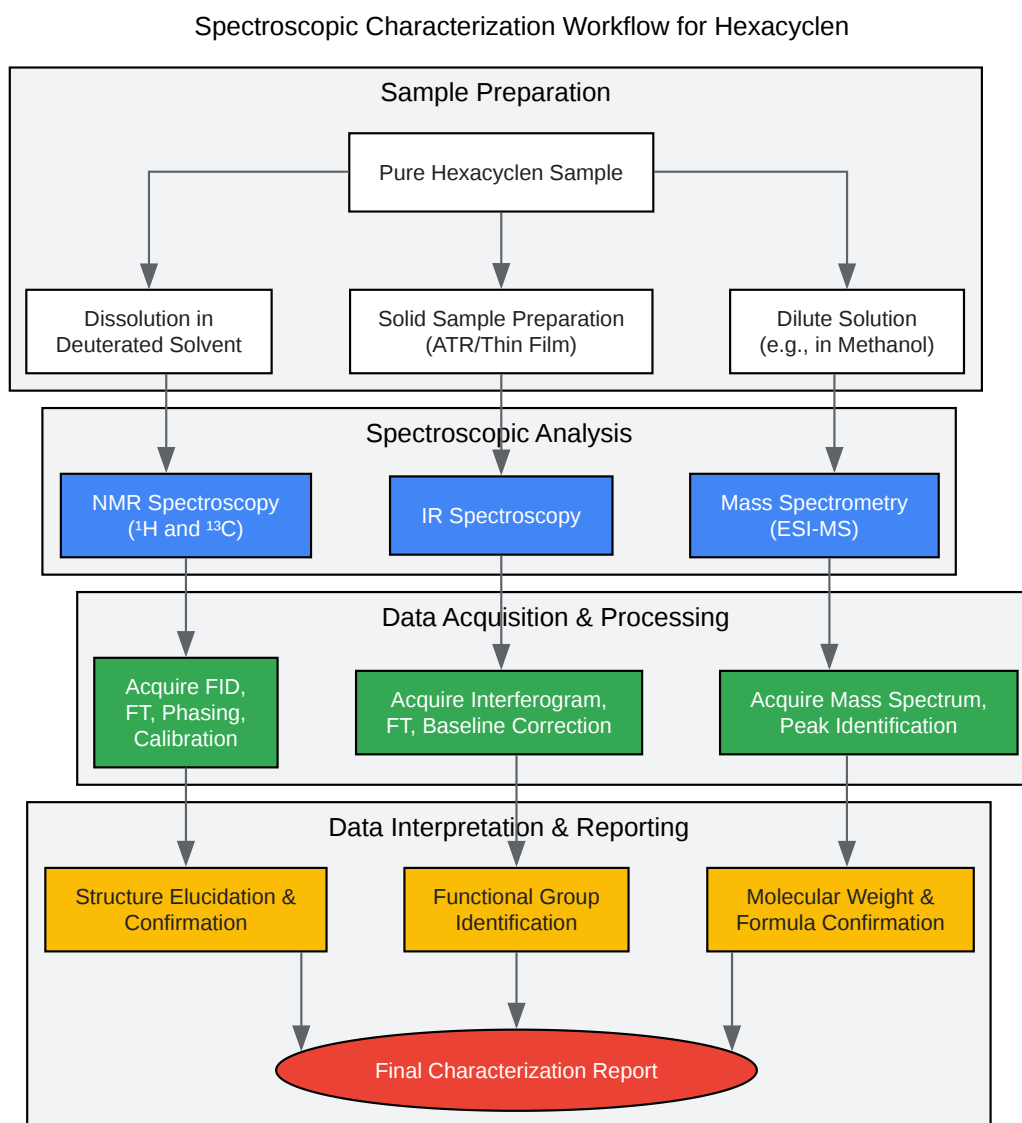 Spectroscopic Characterization Workflow for Hexacyclen
Sample Preparation
Pure Hexacyclen Sample
Dissolution in
Deuterated Solvent
Solid Sample Preparation
(ATR/Thin Film)
Dilute Solution
(e.g., in Methanol)
Spectroscopic Analysis
NMR Spectroscopy
(¹H and ¹³C)
IR Spectroscopy
Mass Spectrometry
(ESI-MS)
Data Acquisition & Processing
Acquire FID,
FT, Phasing,
Calibration
Acquire Interferogram,
FT, Baseline Correction
Acquire Mass Spectrum,
Peak Identification
Data Interpretation & Reporting
Structure Elucidation &
Confirmation
Functional Group
Identification
Molecular Weight &
Formula Confirmation
Final Characterization Report